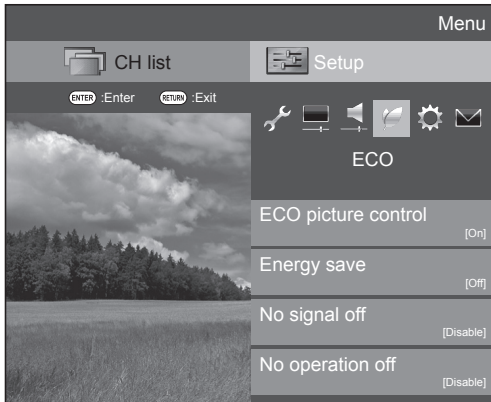 Menu
CH list
Setup
ENTER :Enter RETURN :Exit
ECO
ECO picture control
[On]
Energy save
[Off]
No signal off
[Disable]
No operation off
[Disable]